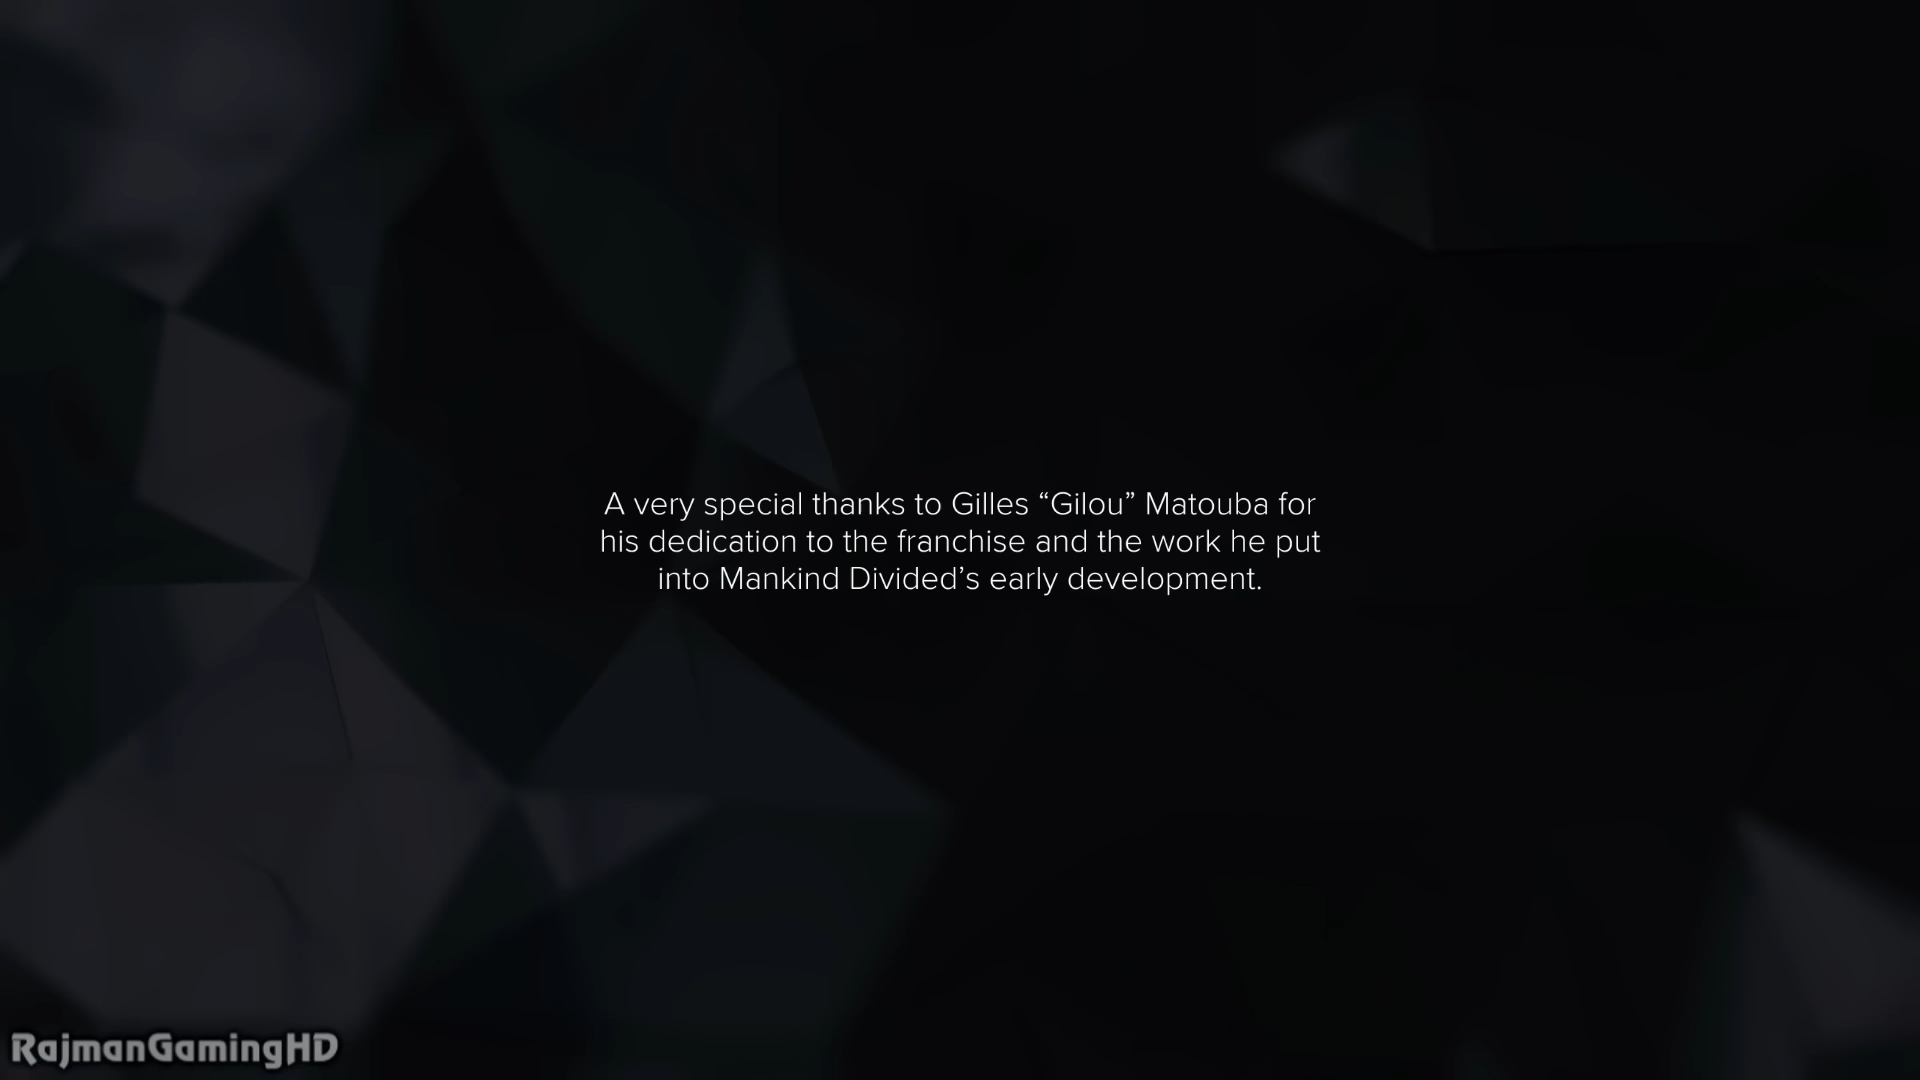 A very special thanks to Gilles “Gilou” Matouba for
his dedication to the franchise and the work he put
into Mankind Divided’s early development.
RajmanGamingHD